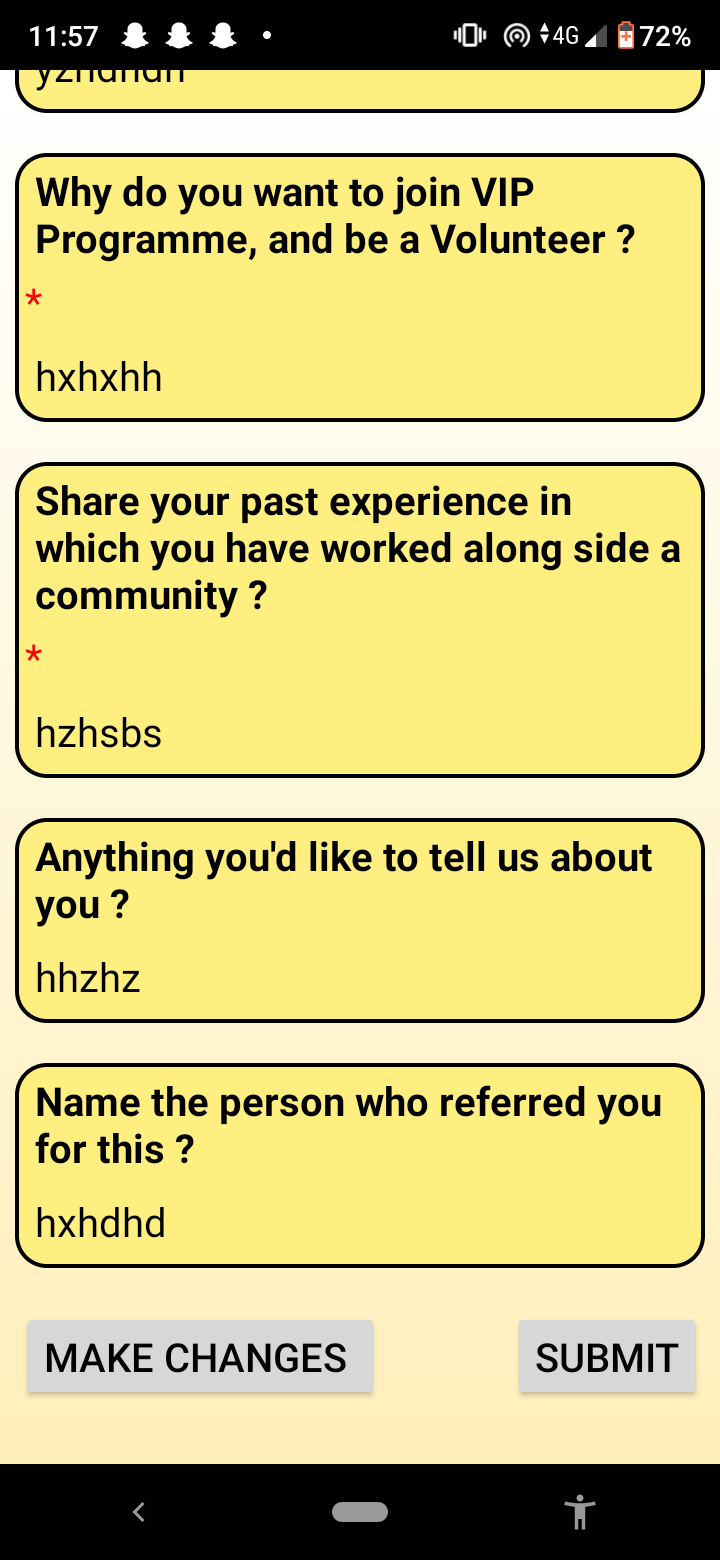 11:57
4G
72%
Why do you want to join VIP
Programme, and be a Volunteer ?
*
hxhxhh
Share your past experience in
which you have worked along side a
community ?
*
hzhsbs
Anything you'd like to tell us about
you ?
hhzhz
Name the person who referred you
for this ?
hxhdhd
MAKE CHANGES
SUBMIT